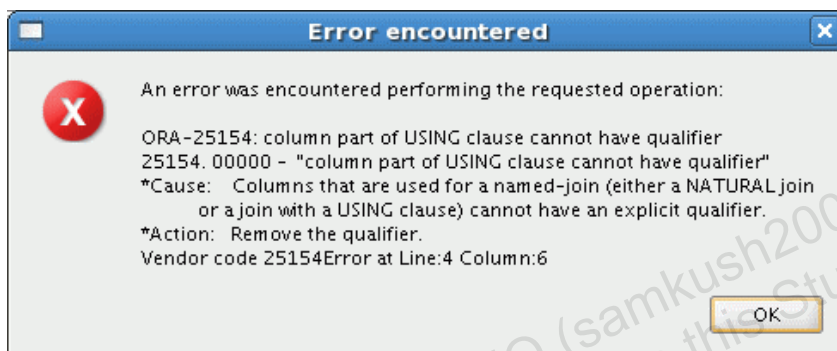 Error encountered
An error was encountered performing the requested operation:
ORA-25154: column part of USING clause cannot have qualifier
25154. 00000 - "column part of USING clause cannot have qualifier"
*Cause: Columns that are used for a named-join (either a NATURAL join
or a join with a USING clause) cannot have an explicit qualifier.
*Action: Remove the qualifier.
Vendor code 25154Error at Line:4 Column:6
OK
(samkush200
this